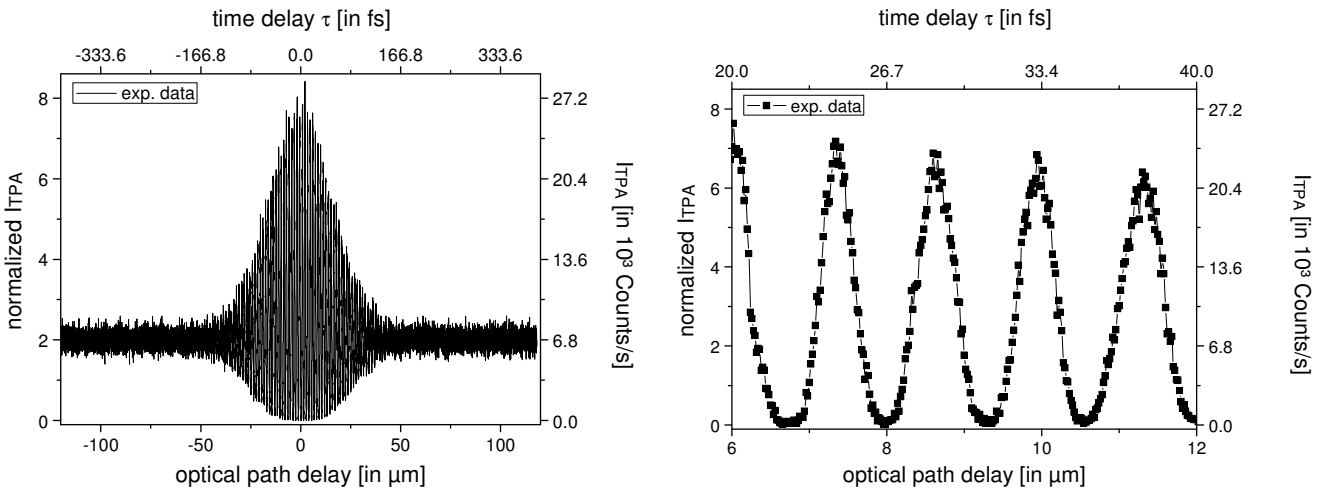 time delay τ [in fs]
-333.6 -166.8 0.0 166.8 333.6
exp. data
8 6 4 2 0
normalized ITPA
27.2 20.4 13.6 6.8 0.0
ITPA [in 10³ Counts/s]
-100 -50 0 50 100
optical path delay [in µm]
time delay τ [in fs]
20.0 26.7 33.4 40.0
exp. data
8 6 4 2 0
normalized ITPA
27.2 20.4 13.6 6.8 0.0
ITPA [in 10³ Counts/s]
6 8 10 12
optical path delay [in µm]